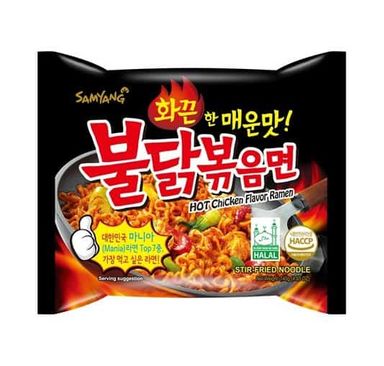 SAMYANG
화끈한 매운맛!
불닭볶음면
HOT Chicken Flavor Ramen
대한민국 마니아
(Mania)라면 Top7중,
가장 먹고 싶은 라면!
HALAL
HACCP
STIR-FRIED NOODLE
Serving suggestion